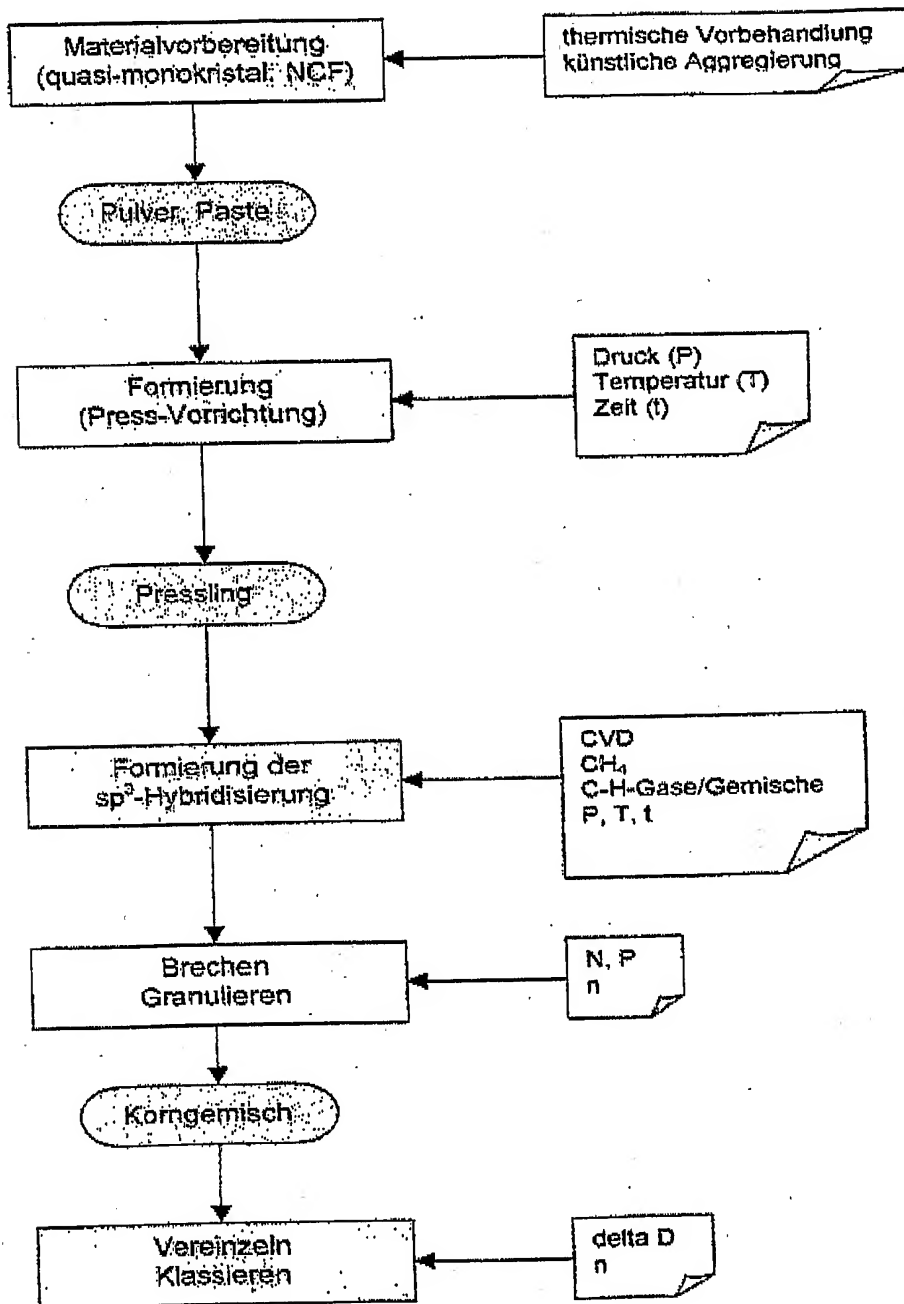 Materialvorbereitung
(quasi-monokristal, NCF)
thermische Vorbehandlung
künstliche Aggregierung
Pulver, Paste
Formierung
(Press-Vorrichtung)
Druck (P)
Temperatur (T)
Zeit (t)
Pressling
Formierung der
sp³-Hybridisierung
CVD
CH₄
C-H-Gase/Gemische
P, T, t
Brechen
Granulieren
N, P
n
Korngemisch
Vereinzeln
Klassieren
delta D
n